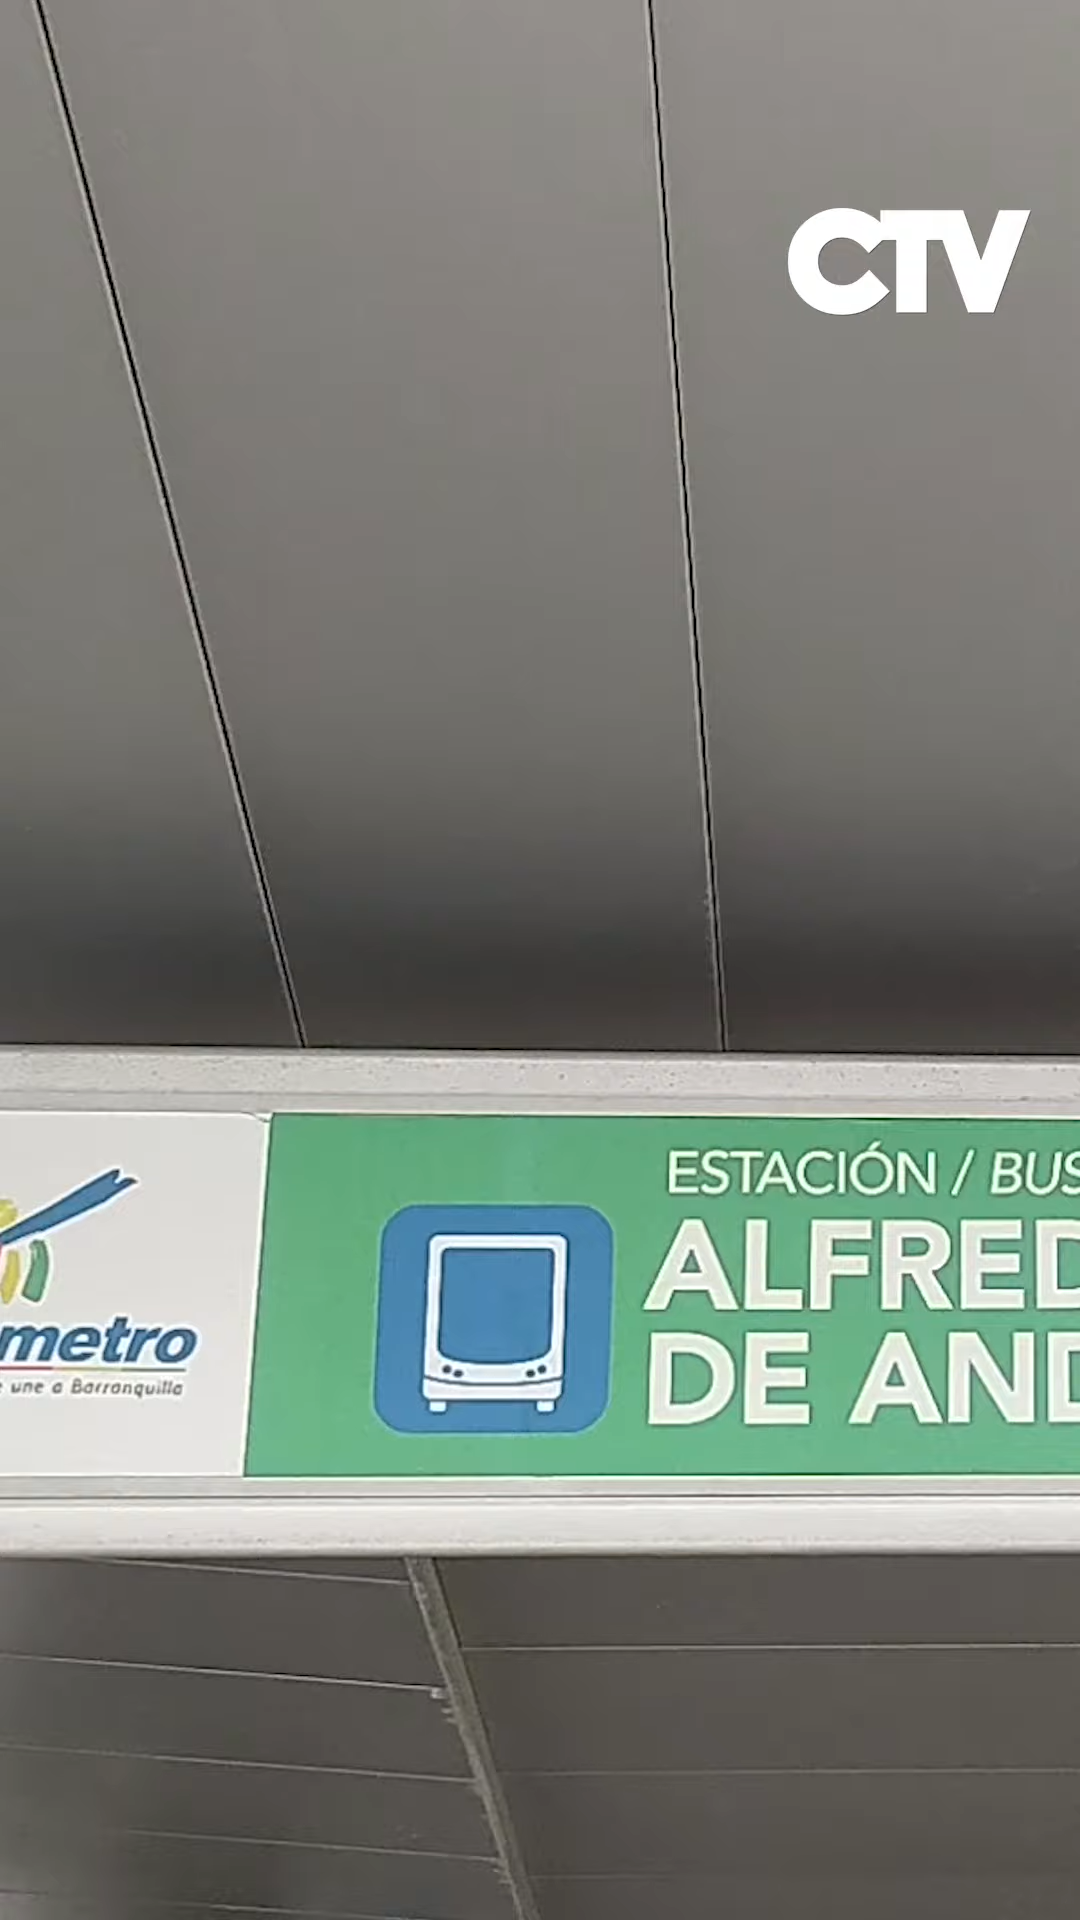 CTV
metro
une a Barranquilla
ESTACIÓN / BUS
ALFRED
DE AND